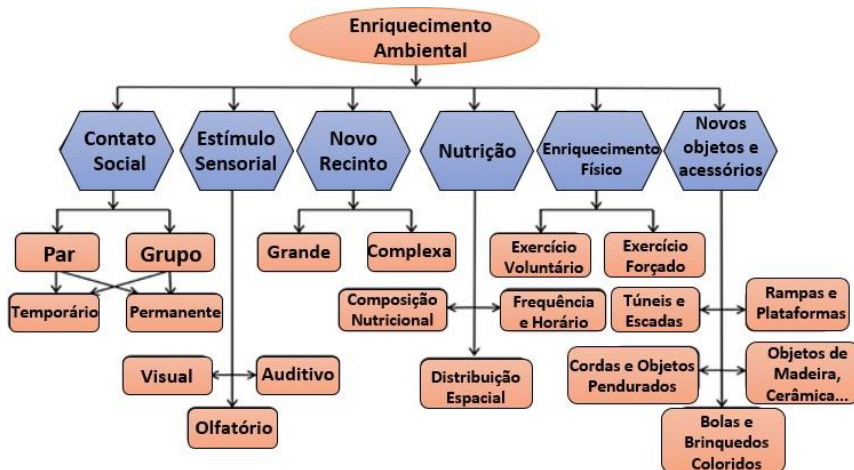 Enriquecimento
Ambiental
Contato
Social
Estímulo
Sensorial
Novo
Recinto
Nutrição
Enriquecimento
Físico
Novos
objetos e
acessórios
Par
Grupo
Grande
Complexa
Exercício
Voluntário
Exercício
Forçado
Temporário
Permanente
Composição
Nutricional
Frequência
e Horário
Túneis e
Escadas
Rampas e
Plataformas
Visual
Auditivo
Distribuição
Espacial
Cordas e Objetos
Pendurados
Objetos de
Madeira,
Cerâmica...
Olfatório
Bolas e
Brinquedos
Coloridos